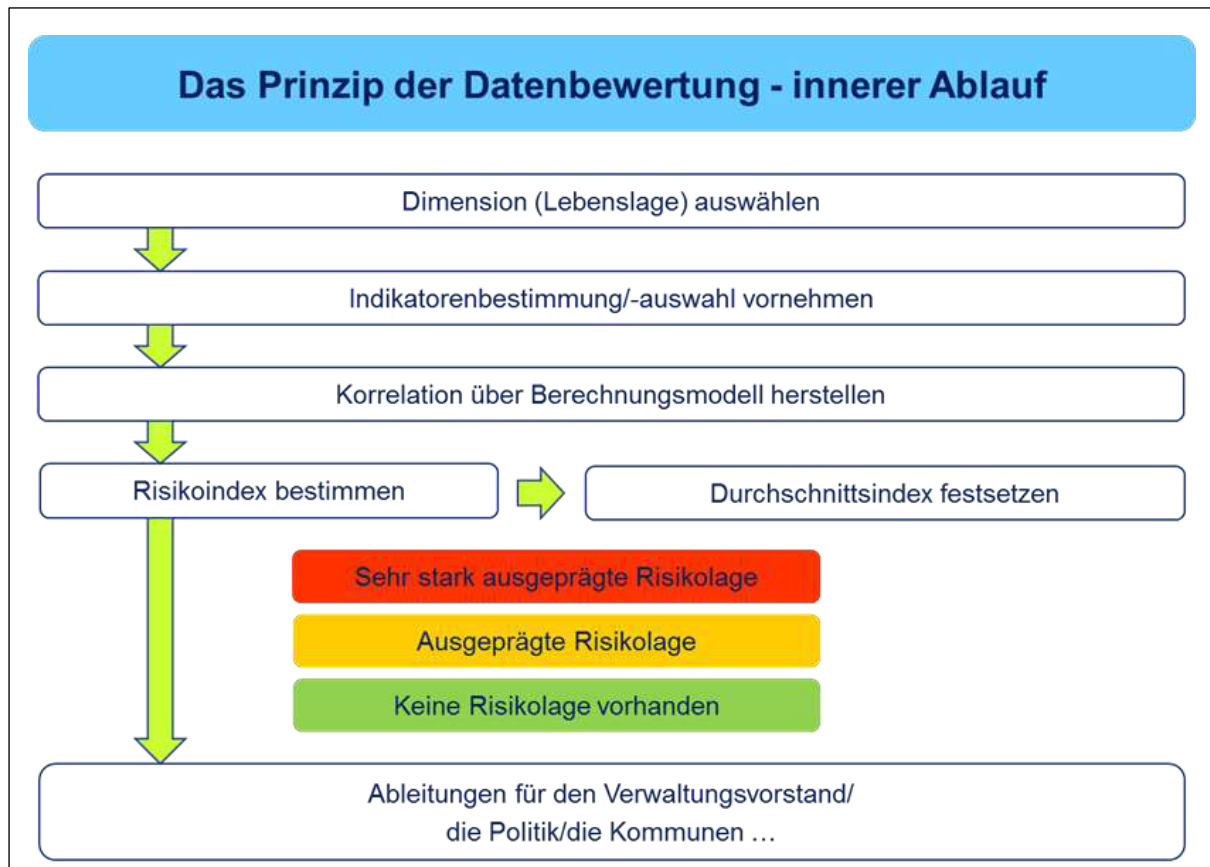 Das Prinzip der Datenbewertung - innerer Ablauf
Dimension (Lebenslage) auswählen
Indikatorenbestimmung/-auswahl vornehmen
Korrelation über Berechnungsmodell herstellen
Risikoindex bestimmen
Durchschnittsindex festsetzen
Sehr stark ausgeprägte Risikolage
Ausgeprägte Risikolage
Keine Risikolage vorhanden
Ableitungen für den Verwaltungsvorstand/
die Politik/die Kommunen ...